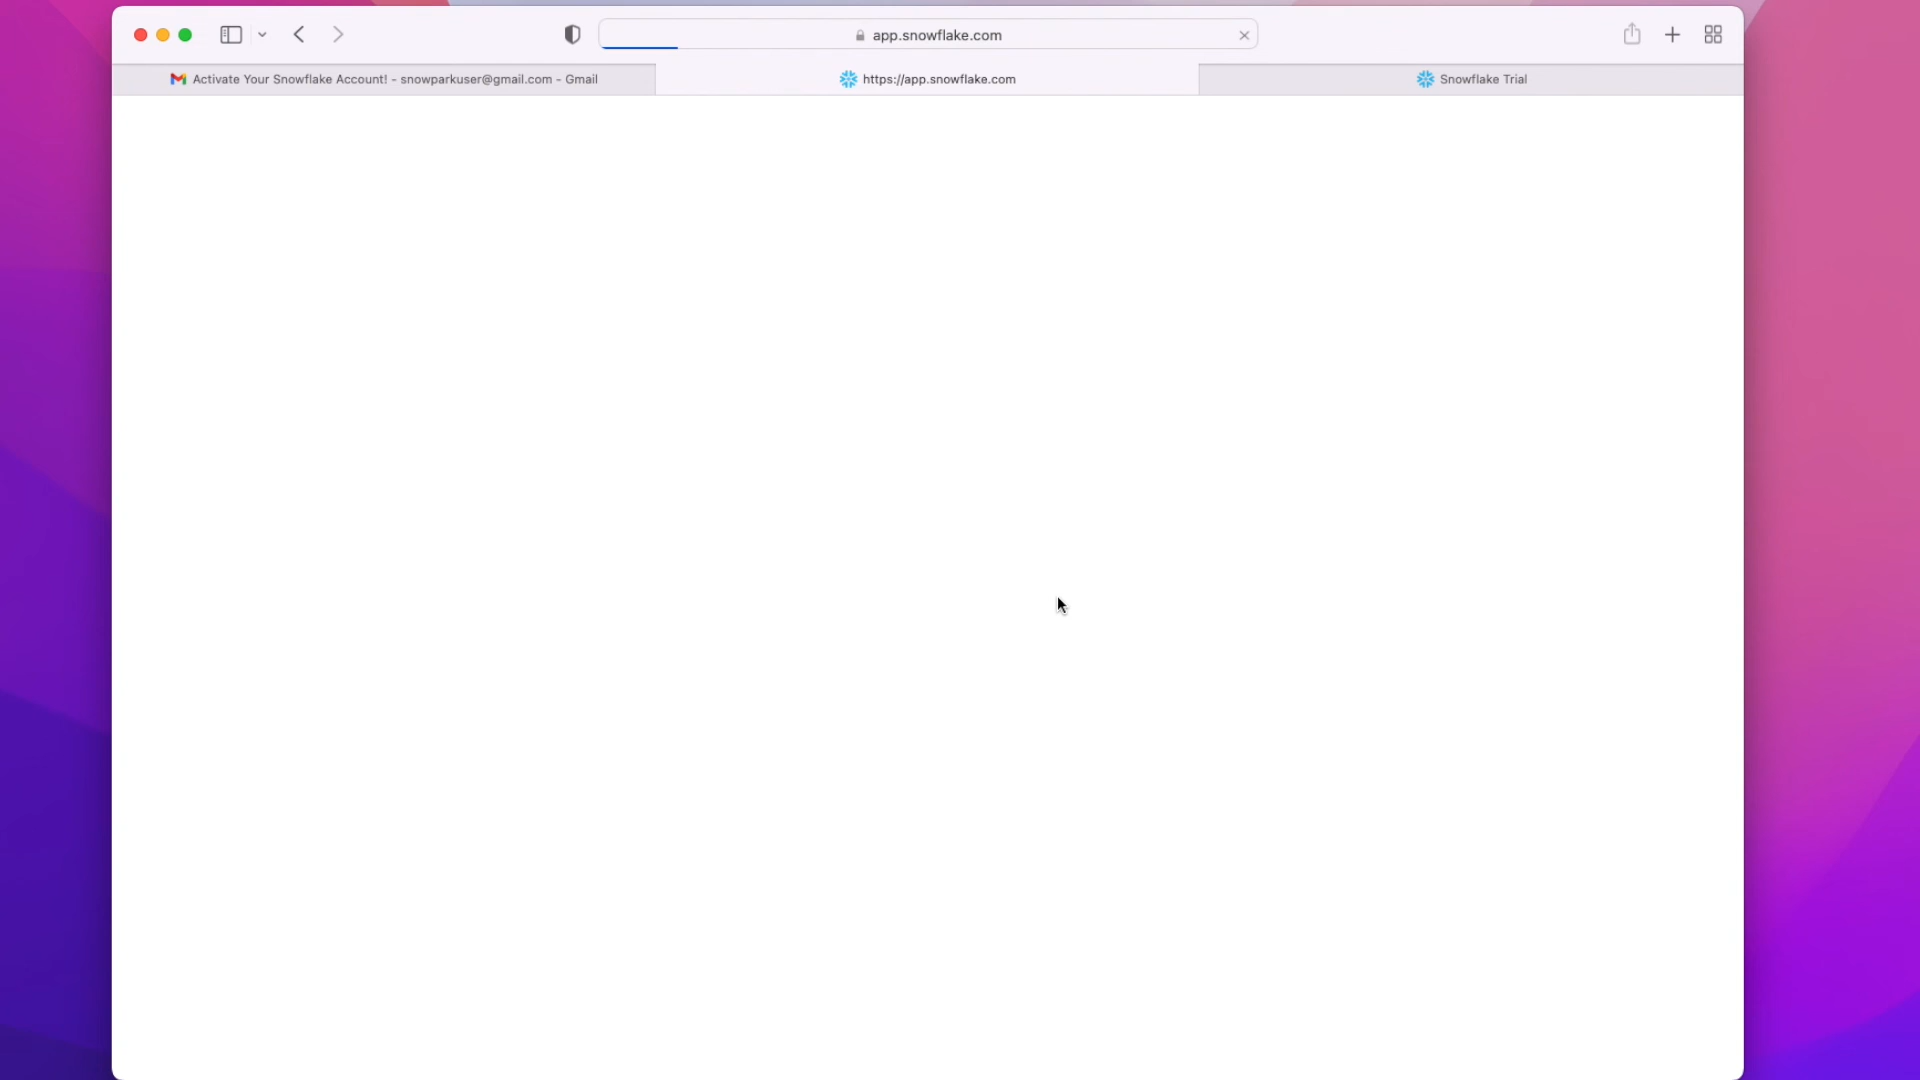 app.snowflake.com
Activate Your Snowflake Account! - snowparkuser@gmail.com - Gmail
https://app.snowflake.com
Snowflake Trial